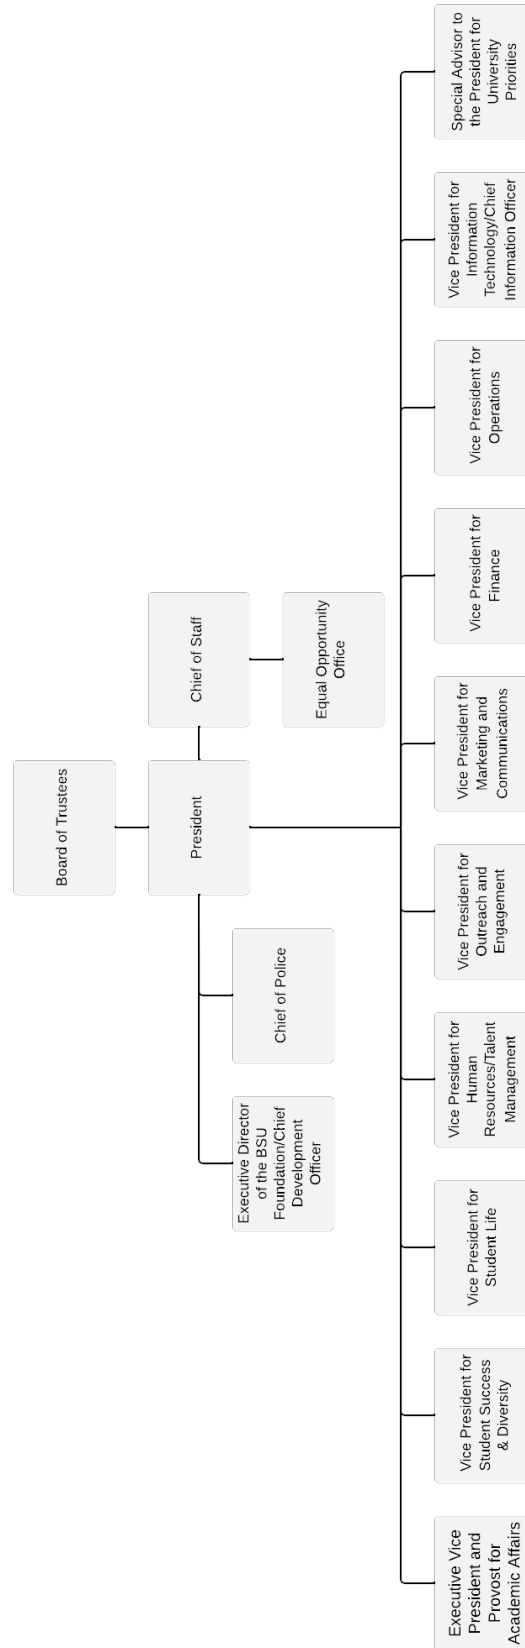 Board of Trustees
President
Chief of Staff
Equal Opportunity
Office
Executive Director
of the BSU
Foundation/Chief
Development
Officer
Chief of Police
Executive Vice
President and
Provost for
Academic Affairs
Vice President for
Student Success
& Diversity
Vice President for
Student Life
Vice President for
Human
Resources/Talent
Management
Vice President for
Outreach and
Engagement
Vice President for
Marketing and
Communications
Vice President for
Finance
Vice President for
Operations
Vice President for
Information
Technology/Chief
Information Officer
Special Advisor to
the President for
University
Priorities